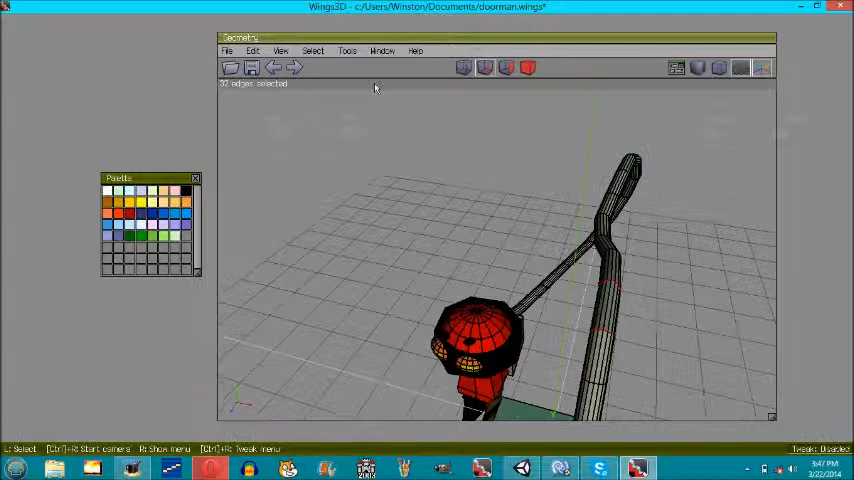 Wings3D - c:/Users/Winston/Documents/doorman.wings*
Geometry
File Edit View Select Tools Window Help
32 edges selected
Palette
L: Select [Ctrl]+R: Start camera R: Show menu [Ctrl]+R: Tweak menu
Tweak: Disabled
2003
3:47 PM
3/22/2014